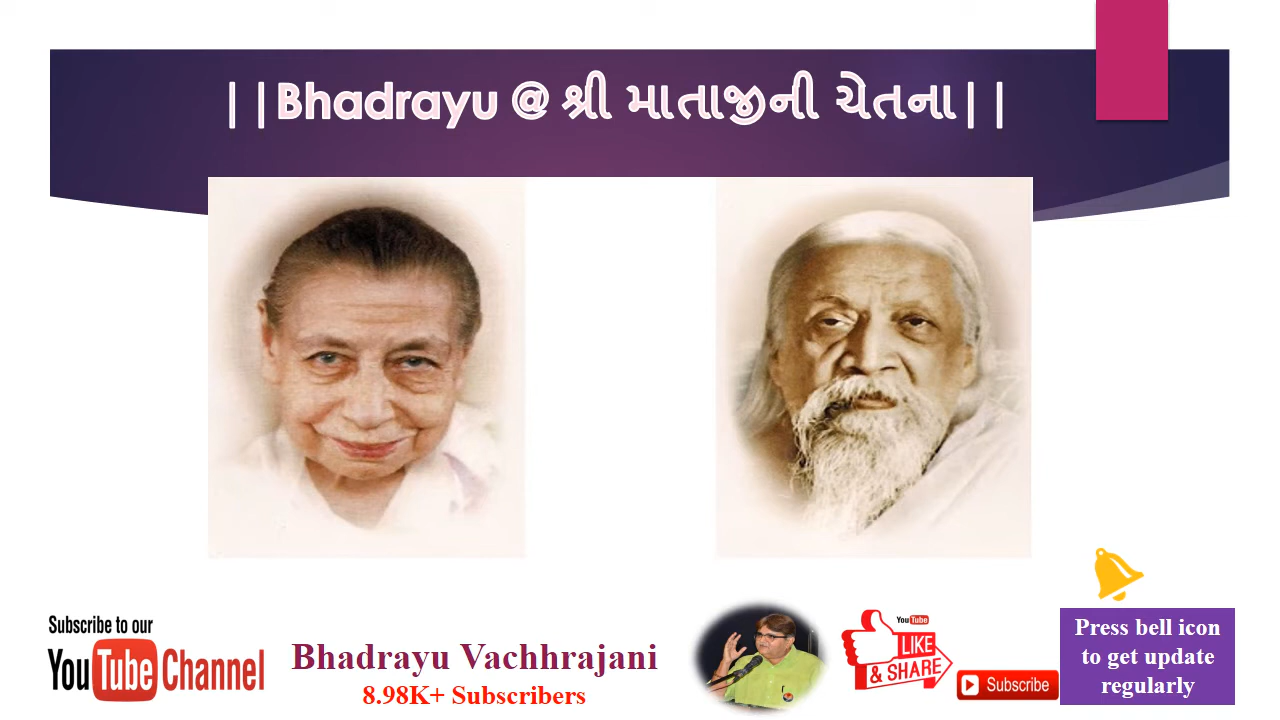 ||Bhadrayu @ શ્રી માતાજીની ચેતના||
Subscribe to our
YouTube Channel
Bhadrayu Vachhrajani
8.98K+ Subscribers
YouTube
LIKE
& SHARE
Subscribe
Press bell icon
to get update
regularly